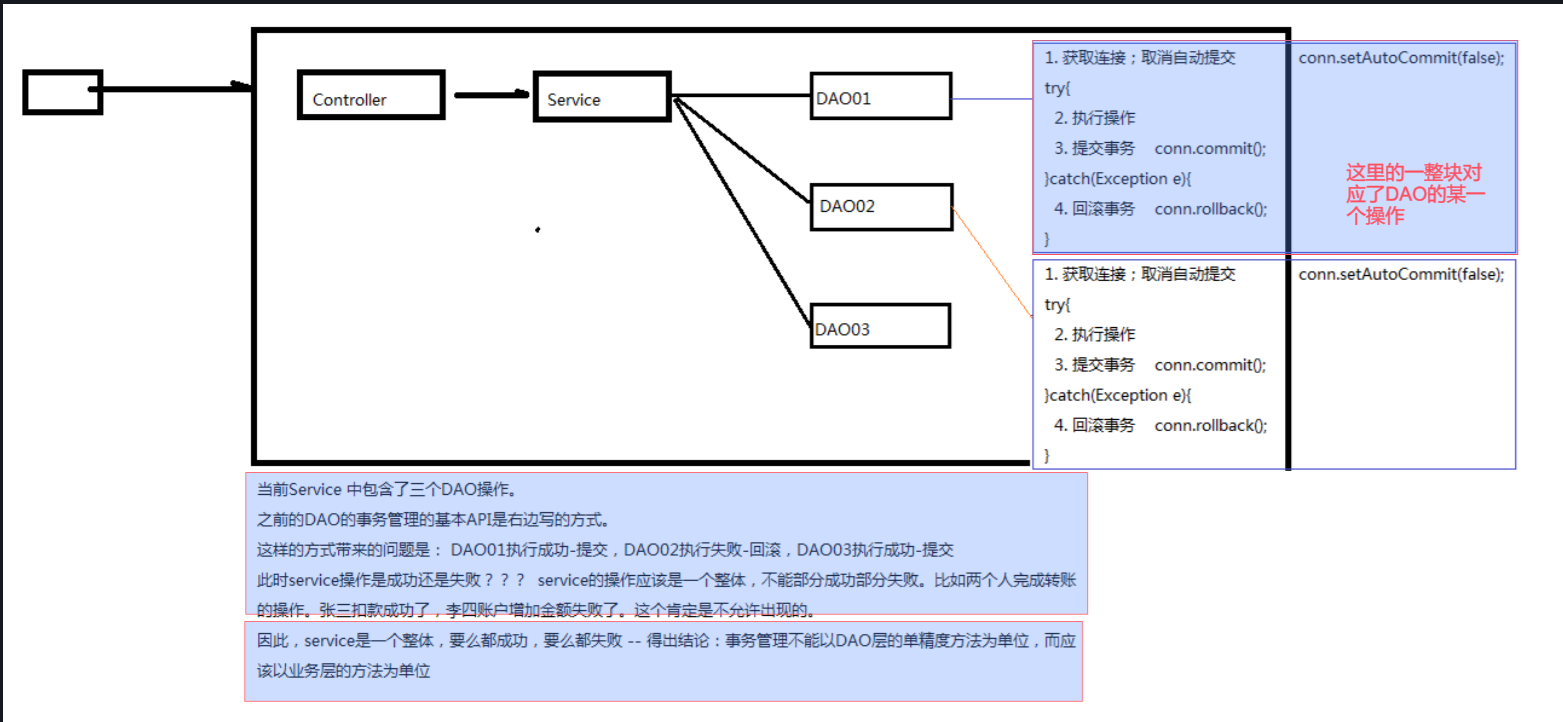 Controller
Service
DAO01
DAO02
DAO03
1. 获取连接；取消自动提交 conn.setAutoCommit(false);
try{
2. 执行操作
3. 提交事务 conn.commit();
}catch(Exception e){
4. 回滚事务 conn.rollback();
}
这里的一整块对
应了DAO的某一
个操作
1. 获取连接；取消自动提交 conn.setAutoCommit(false);
try{
2. 执行操作
3. 提交事务 conn.commit();
}catch(Exception e){
4. 回滚事务 conn.rollback();
}
当前Service 中包含了三个DAO操作。
之前的DAO的事务管理的基本API是右边写的方式。
这样的方式带来的问题是： DAO01执行成功-提交，DAO02执行失败-回滚，DAO03执行成功-提交
此时service操作是成功还是失败？？？ service的操作应该是一个整体，不能部分成功部分失败。比如两个人完成转账
的操作。张三扣款成功了，李四账户增加金额失败了。这个肯定是不允许出现的。
因此，service是一个整体，要么都成功，要么都失败 -- 得出结论：事务管理不能以DAO层的单精度方法为单位，而应
该以业务层的方法为单位